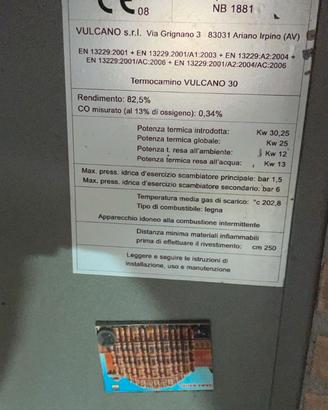 CE 08 NB 1881
VULCANO s.r.l. Via Grignano 3 83031 Ariano Irpino (AV)
EN 13229:2001 + EN 13229:2001/A1:2003 + EN 13229:A2:2004 +
EN 13229:2001/AC:2006 + EN 13229:2001/A2:2004/AC:2006
Termocamino VULCANO 30
Rendimento: 82,5%
CO misurato (al 13% di ossigeno): 0,34%
Potenza termica introdotta: Kw 30,25
Potenza termica globale: Kw 25
Potenza t. resa all'ambiente: Kw 12
Potenza termica resa all'acqua: Kw 13
Max. press. idrica d'esercizio scambiatore principale: bar 1,5
Max. press. idrica d'esercizio scambiatore secondario: bar 6
Temperatura media gas di scarico: °c 202,8
Tipo di combustibile: legna
Apparecchio idoneo alla combustione intermittente
Distanza minima materiali infiammabili
prima di effettuare il rivestimento: cm 250
Leggere e seguire le istruzioni di
installazione, uso e manutenzione